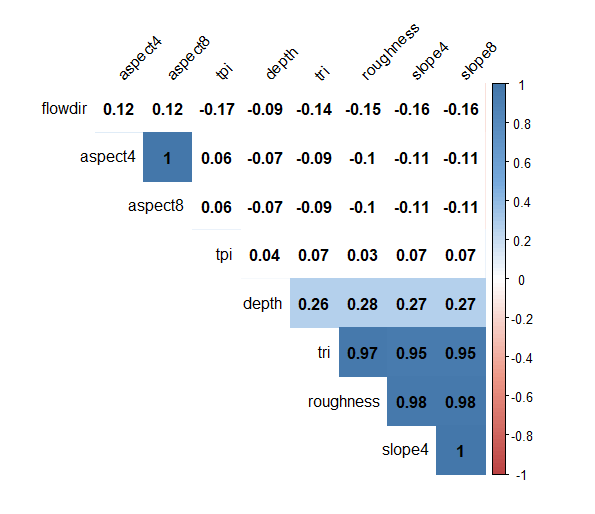 aspect4 aspect8 tpi depth tri roughness slope4 slope8
flowdir 0.12 0.12 -0.17 -0.09 -0.14 -0.15 -0.16 -0.16
aspect4 1 0.06 -0.07 -0.09 -0.1 -0.11 -0.11
aspect8 0.06 -0.07 -0.09 -0.1 -0.11 -0.11
tpi 0.04 0.07 0.03 0.07 0.07
depth 0.26 0.28 0.27 0.27
tri 0.97 0.95 0.95
roughness 0.98 0.98
slope4 1
1
0.8
0.6
0.4
0.2
0
-0.2
-0.4
-0.6
-0.8
-1